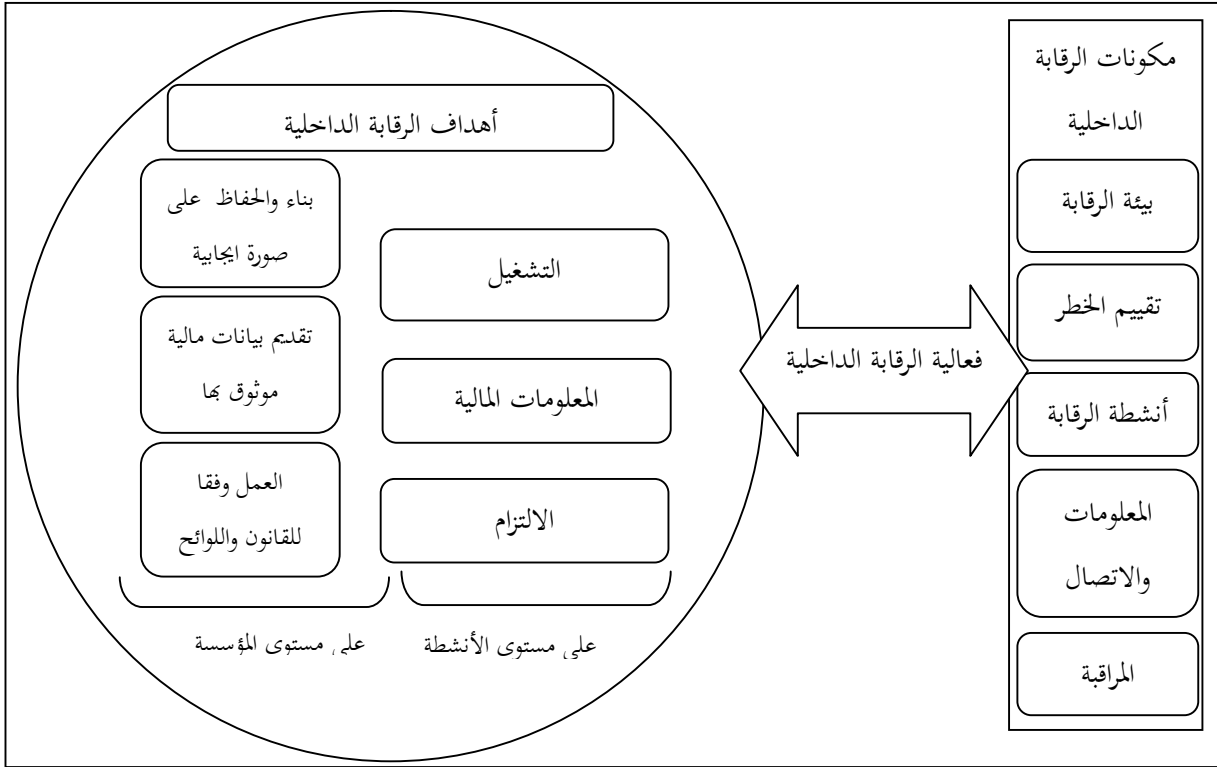 مكونات الرقابة
الداخلية
بيئة الرقابة
تقييم الخطر
أنشطة الرقابة
المعلومات
والاتصال
المراقبة
فعالية الرقابة الداخلية
أهداف الرقابة الداخلية
التشغيل
المعلومات المالية
الالتزام
على مستوى الأنشطة
بناء والحفاظ على
صورة ايجابية
تقديم بيانات مالية
موثوق بها
العمل وفقا
للقانون واللوائح
على مستوى المؤسسة